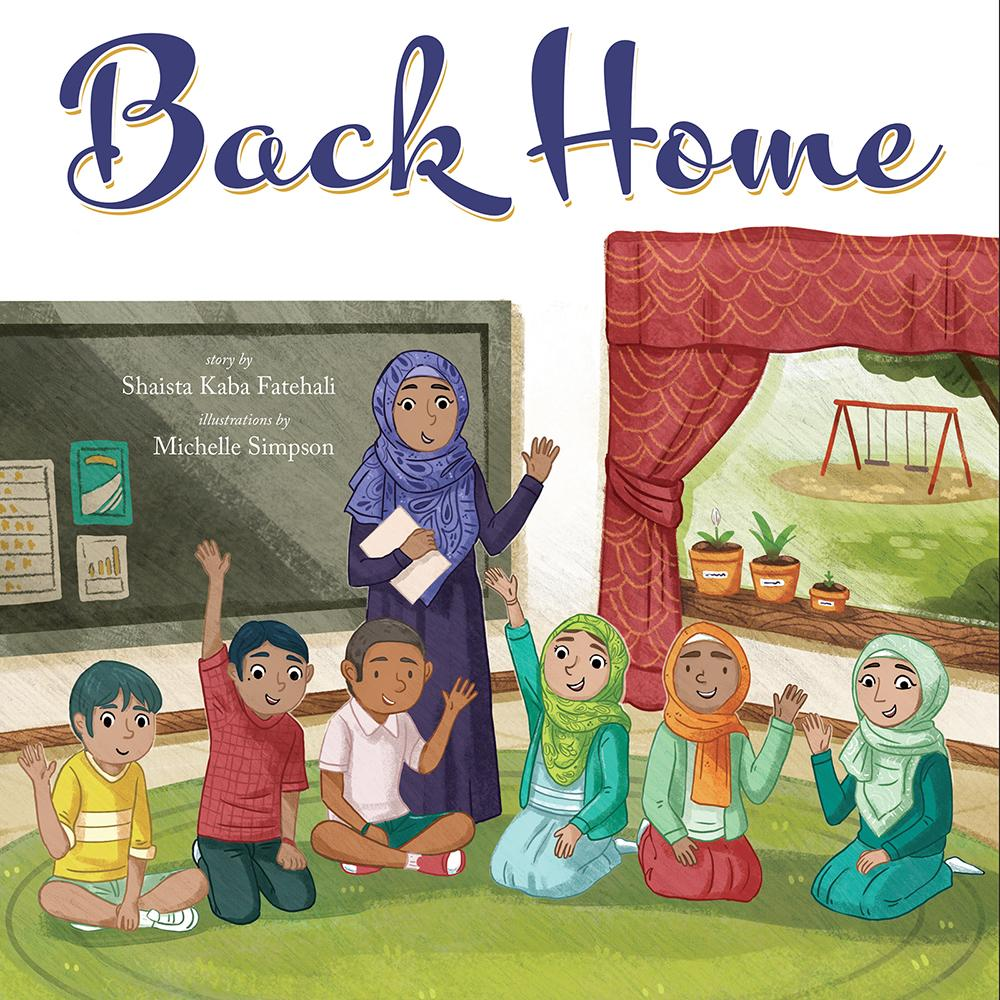 Back Home
story by
Shaista Kaba Fatehali
illustrations by
Michelle Simpson